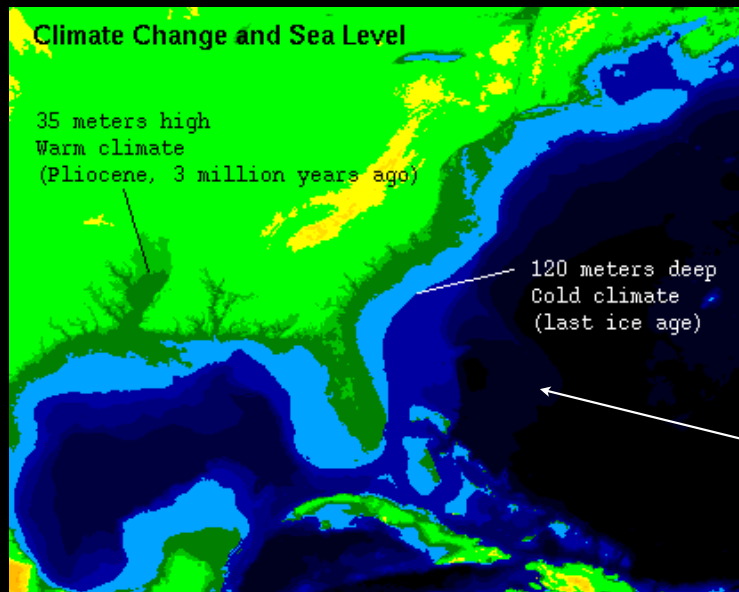 Climate Change and Sea Level
35 meters high
Warm climate
(Pliocene, 3 million years ago)
120 meters deep
Cold climate
(last ice age)